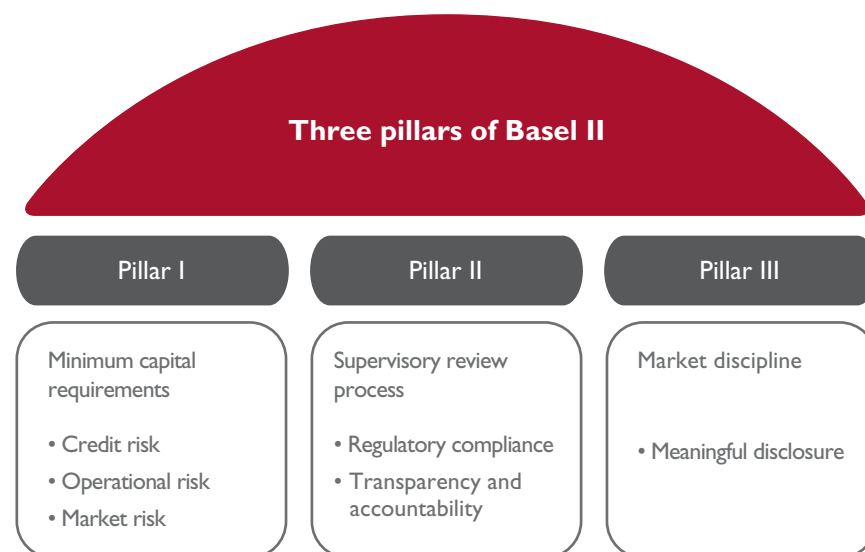 Three pillars of Basel II
Pillar I
Pillar II
Pillar III
Minimum capital
requirements
• Credit risk
• Operational risk
• Market risk
Supervisory review
process
• Regulatory compliance
• Transparency and
accountability
Market discipline
• Meaningful disclosure